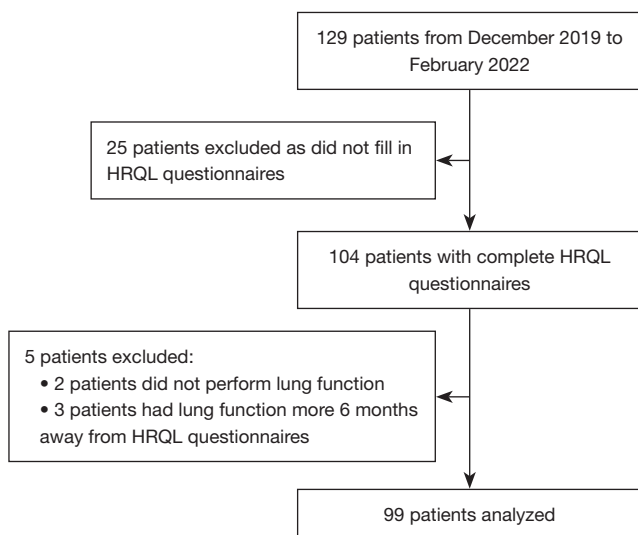 129 patients from December 2019 to
February 2022
25 patients excluded as did not fill in
HRQL questionnaires
104 patients with complete HRQL
questionnaires
5 patients excluded:
• 2 patients did not perform lung function
• 3 patients had lung function more 6 months
away from HRQL questionnaires
99 patients analyzed